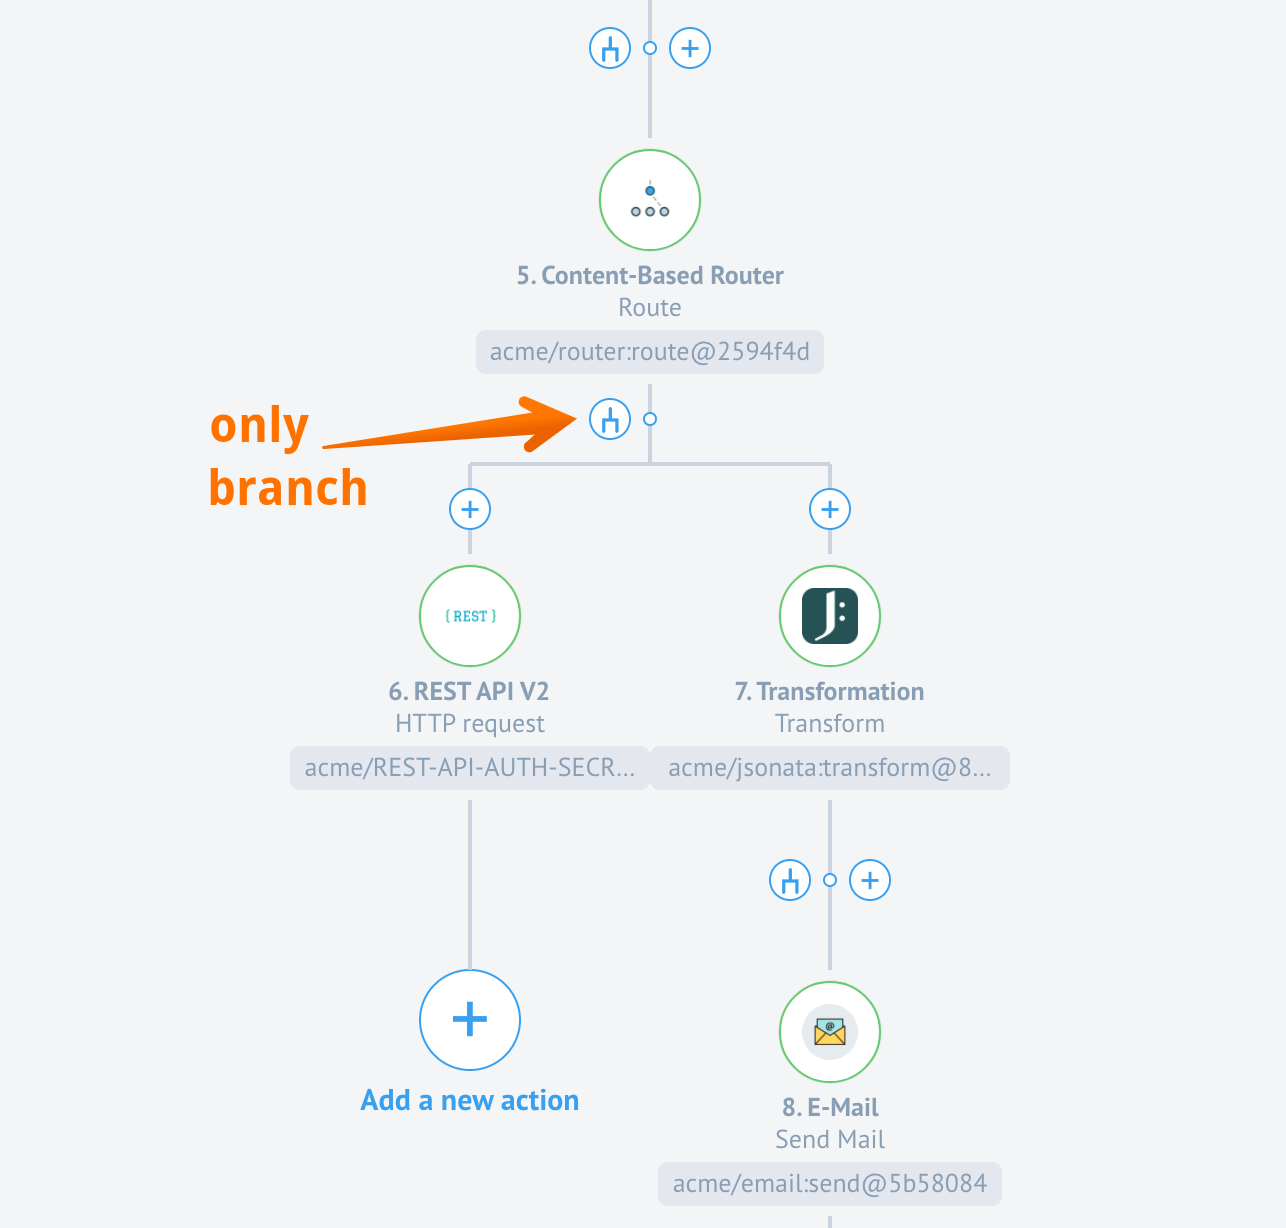 5. Content-Based Router
Route
acme/router:route@2594f4d
only
branch
{ REST }
J:
6. REST API V2
HTTP request
acme/REST-API-AUTH-SECR...
7. Transformation
Transform
acme/jsonata:transform@8...
Add a new action
@
8. E-Mail
Send Mail
acme/email:send@5b58084